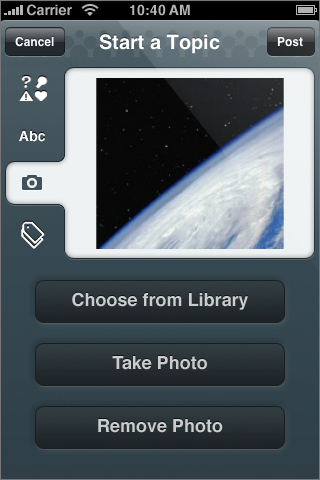 Carrier 10:40 AM
Cancel Start a Topic Post
Abc
Choose from Library
Take Photo
Remove Photo